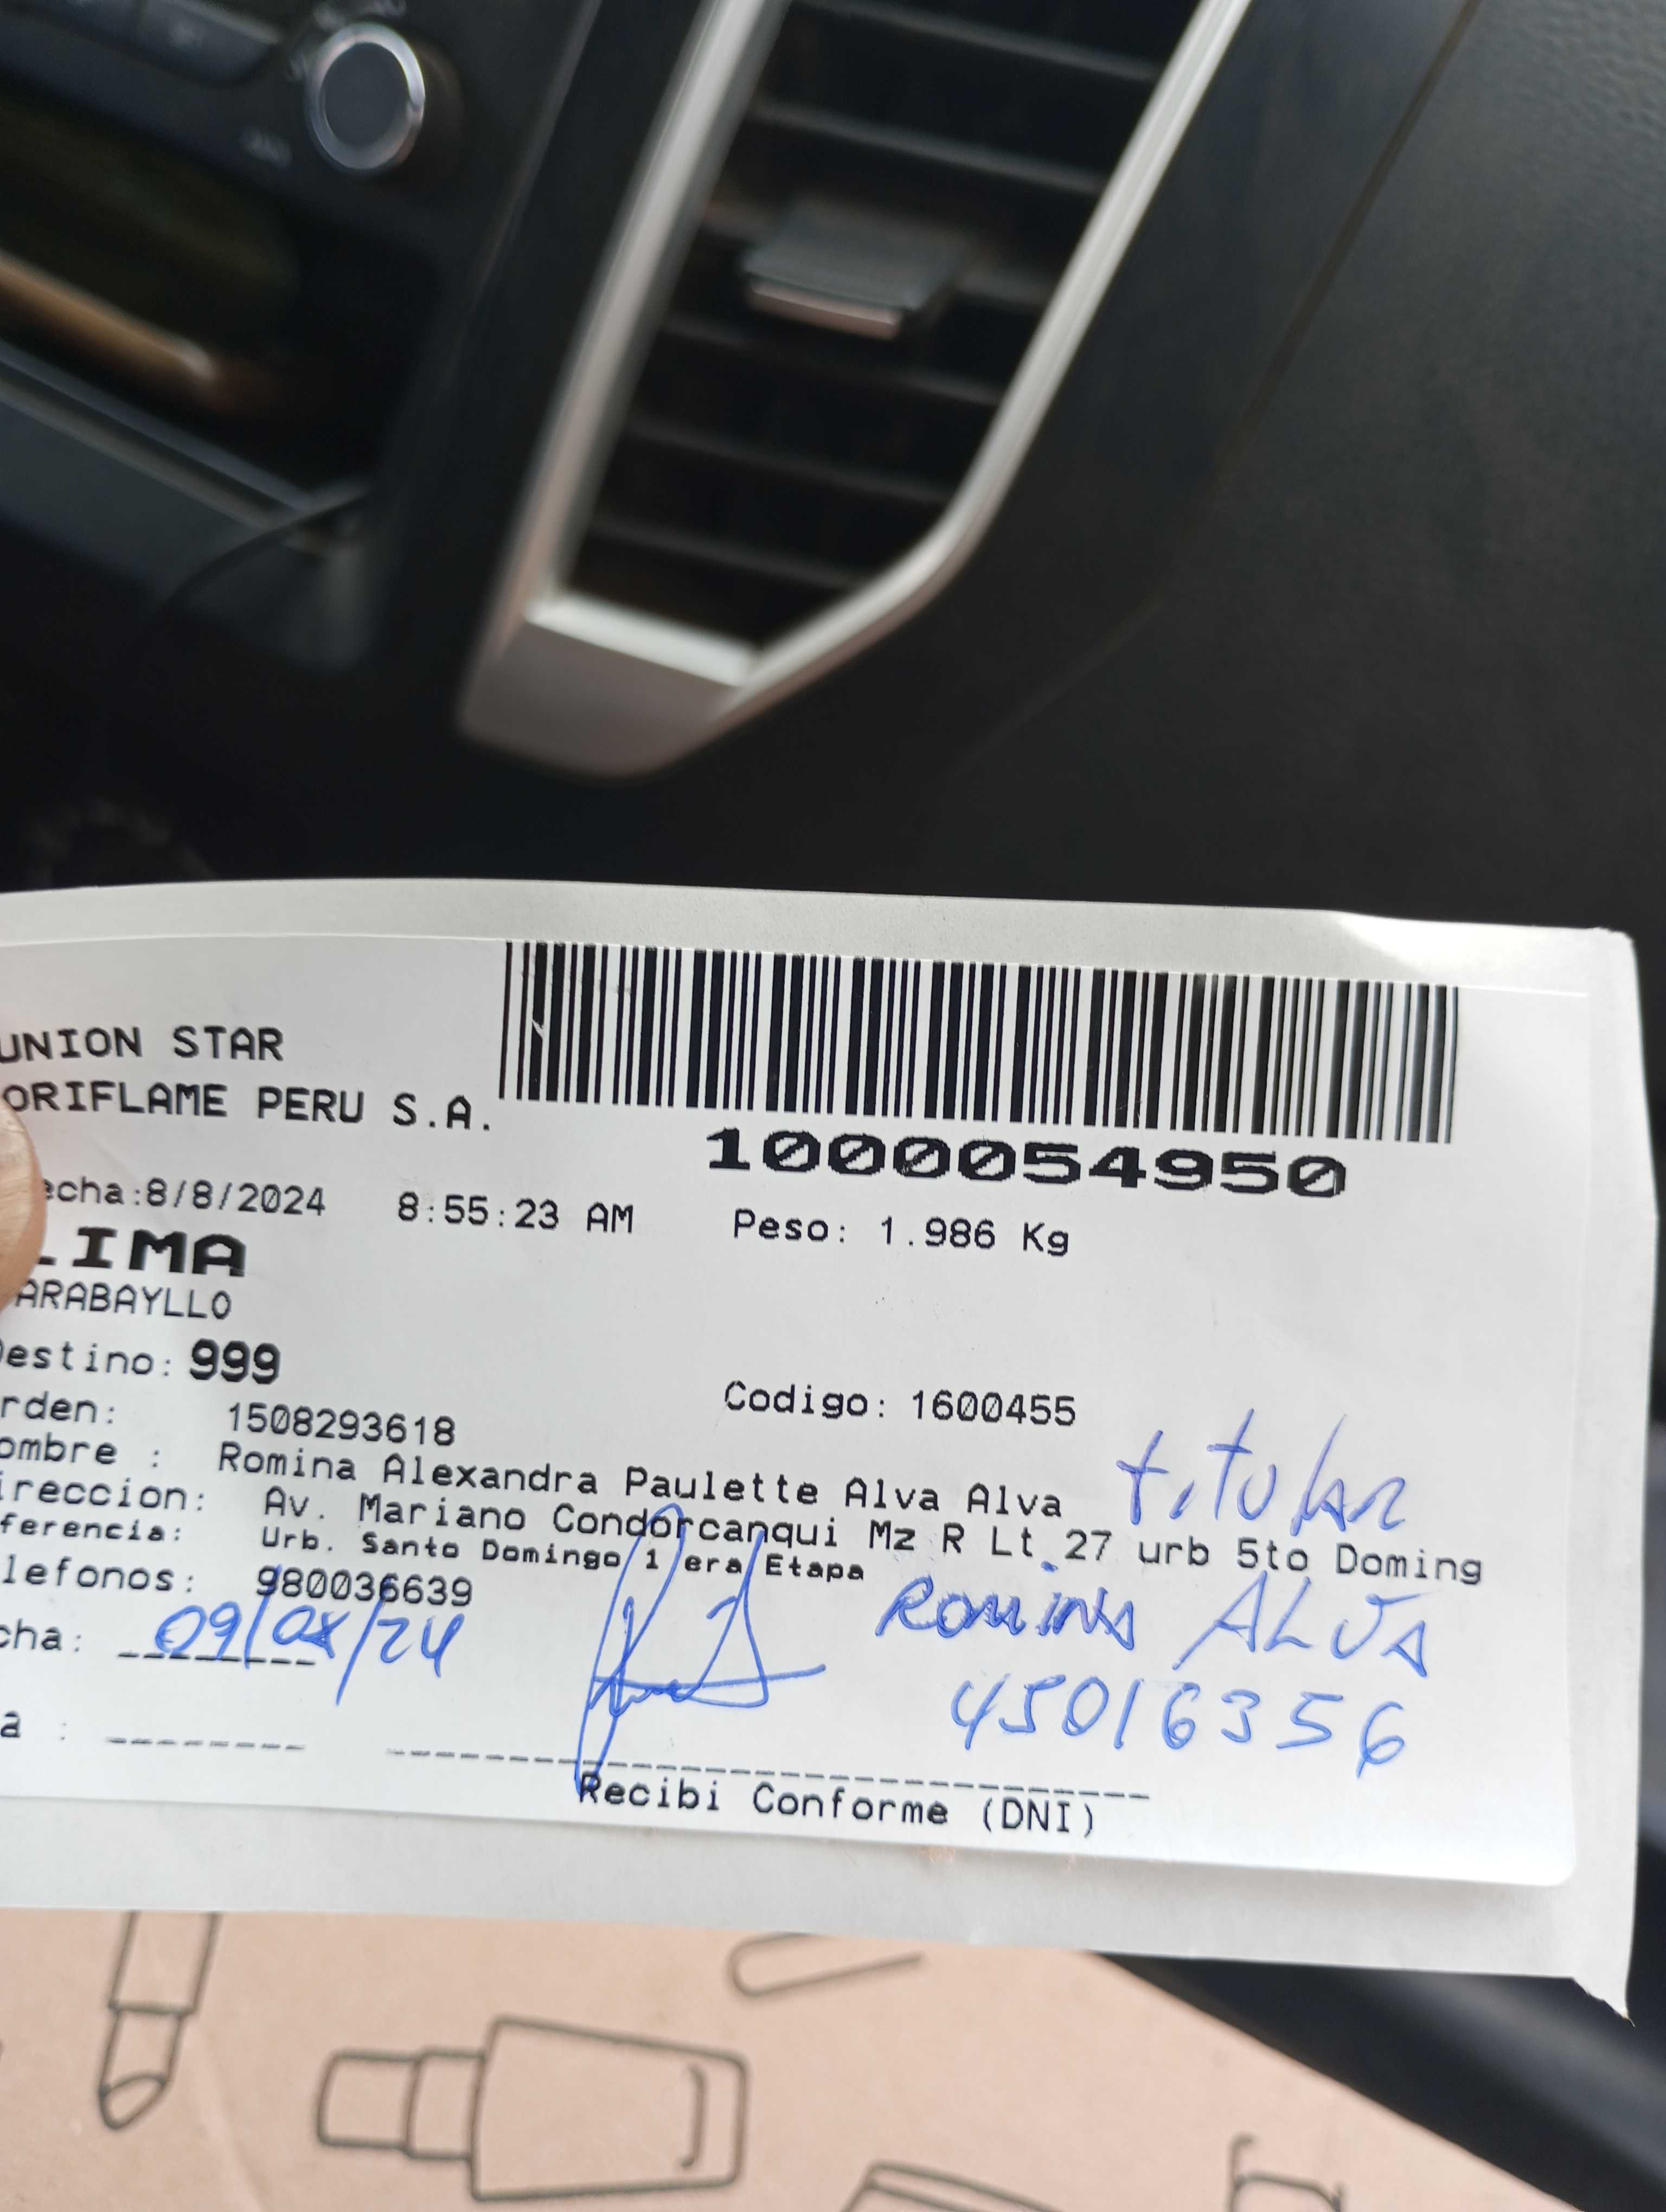 UNION STAR
ORIFLAME PERU S.A.
1000054950
echa:8/8/2024 8:55:23 AM Peso: 1.986 Kg
LIMA
ARABAYLLO
Destino: 999
rden: 1508293618 Codigo: 1600455
ombre : Romina Alexandra Paulette Alva Alva titular
ireccion: Av. Mariano Condorcanqui Mz R Lt 27 urb 5to Doming
ferencia: Urb. Santo Domingo 1 era Etapa
lefonos: 980036639
Romina ALVA
cha: 09/08/24
45016356
a :
Recibi Conforme (DNI)